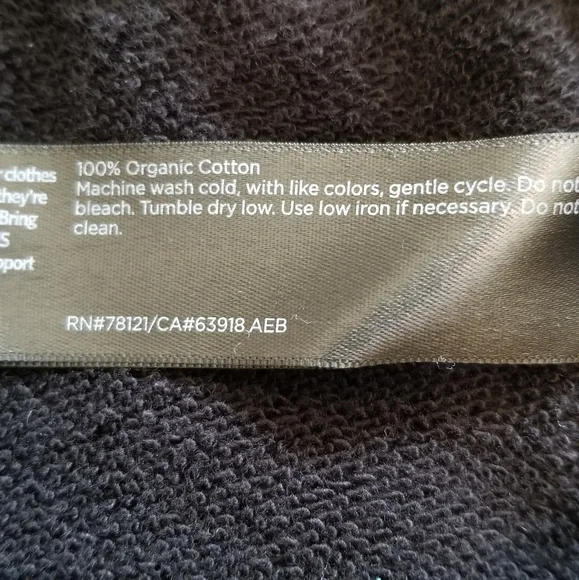 clothes
they're
Bring
S
pport
100% Organic Cotton
Machine wash cold, with like colors, gentle cycle. Do not
bleach. Tumble dry low. Use low iron if necessary. Do not
clean.
RN#78121/CA#63918 AEB